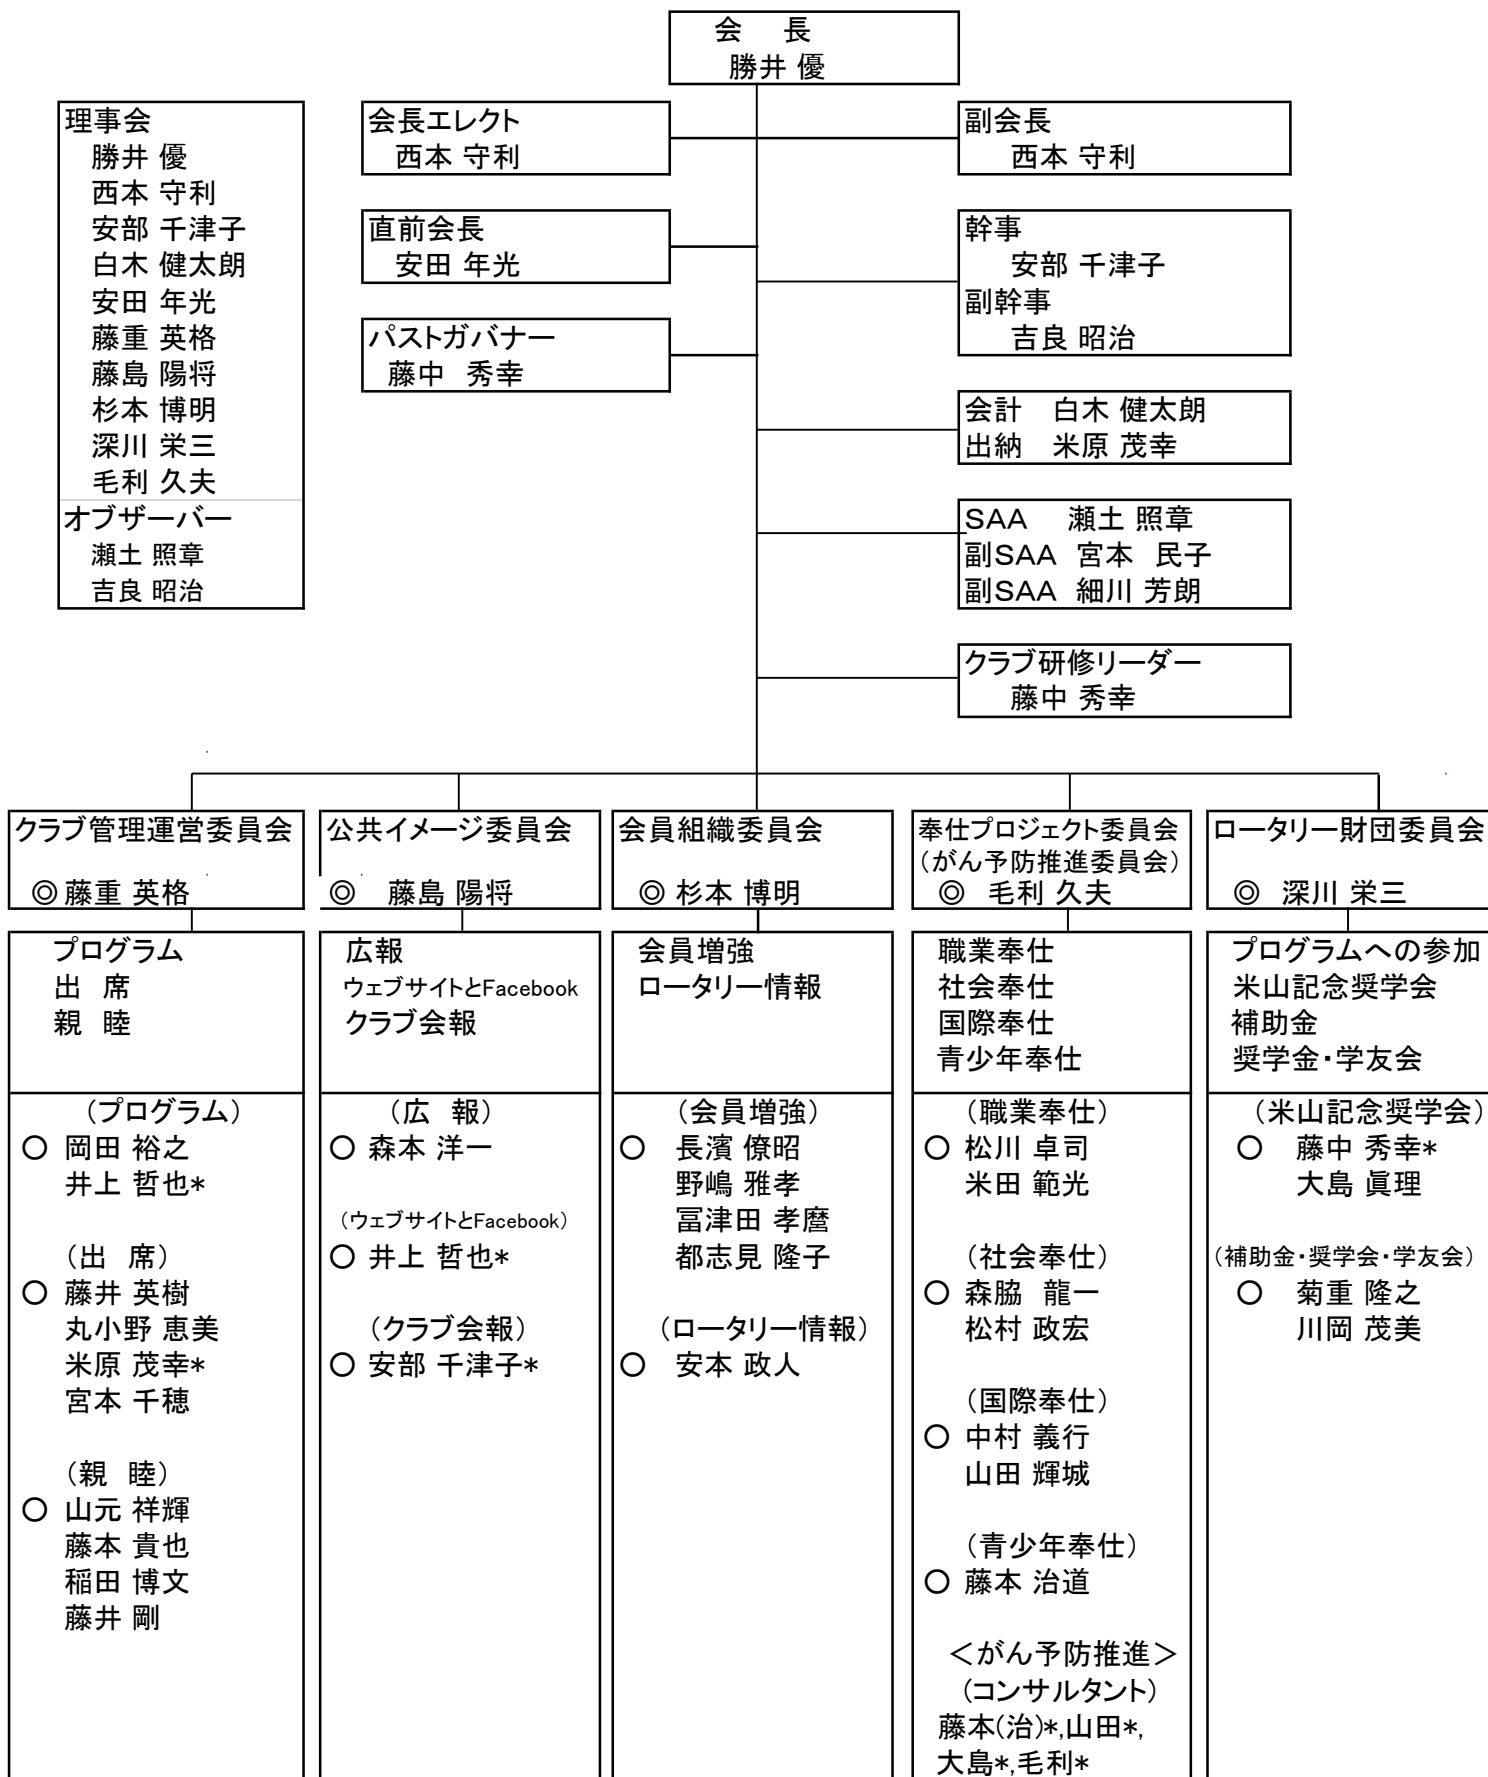 会　長
勝井 優
理事会
勝井 優
西本 守利
安部 千津子
白木 健太朗
安田 年光
藤重 英格
藤島 陽将
杉本 博明
深川 栄三
毛利 久夫
オブザーバー
瀬土 照章
吉良 昭治
会長エレクト
西本 守利
直前会長
安田 年光
パストガバナー
藤中　秀幸
副会長
西本 守利
幹事
安部 千津子
副幹事
吉良 昭治
会計　白木 健太朗
出納　米原 茂幸
SAA　瀬土 照章
副SAA　宮本　民子
副SAA　細川 芳朗
クラブ研修リーダー
藤中 秀幸
クラブ管理運営委員会
◎ 藤重 英格
プログラム
出　席
親　睦
（プログラム）
○ 岡田 裕之
井上 哲也*
（出　席）
○ 藤井 英樹
丸小野 恵美
米原 茂幸*
宮本 千穂
（親　睦）
○ 山元 祥輝
藤本 貴也
稲田 博文
藤井 剛
公共イメージ委員会
◎　藤島 陽将
広報
ウェブサイトとFacebook
クラブ会報
（広　報）
○ 森本 洋一
（ウェブサイトとFacebook）
○ 井上 哲也*
（クラブ会報）
○ 安部 千津子*
会員組織委員会
◎ 杉本 博明
会員増強
ロータリー情報
（会員増強）
○　長濱 僚昭
野嶋 雅孝
冨津田 孝麿
都志見 隆子
（ロータリー情報）
○　安本 政人
奉仕プロジェクト委員会
（がん予防推進委員会）
◎　毛利 久夫
職業奉仕
社会奉仕
国際奉仕
青少年奉仕
（職業奉仕）
○ 松川 卓司
米田 範光
（社会奉仕）
○ 森脇　龍一
松村 政宏
（国際奉仕）
○ 中村 義行
山田 輝城
（青少年奉仕）
○ 藤本 治道
＜がん予防推進＞
（コンサルタント）
藤本(治)*,山田*,
大島*,毛利*
ロータリー財団委員会
◎　深川 栄三
プログラムへの参加
米山記念奨学会
補助金
奨学金・学友会
（米山記念奨学会）
○　藤中 秀幸*
大島 眞理
（補助金・奨学会・学友会）
○　菊重 隆之
川岡 茂美